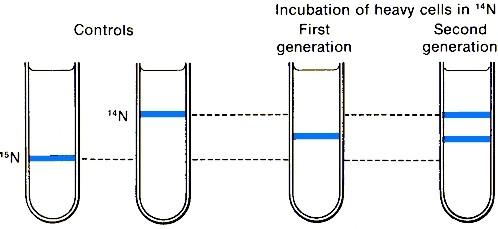 Controls
Incubation of heavy cells in ¹⁴N
First
generation
Second
generation
¹⁴N
¹⁵N